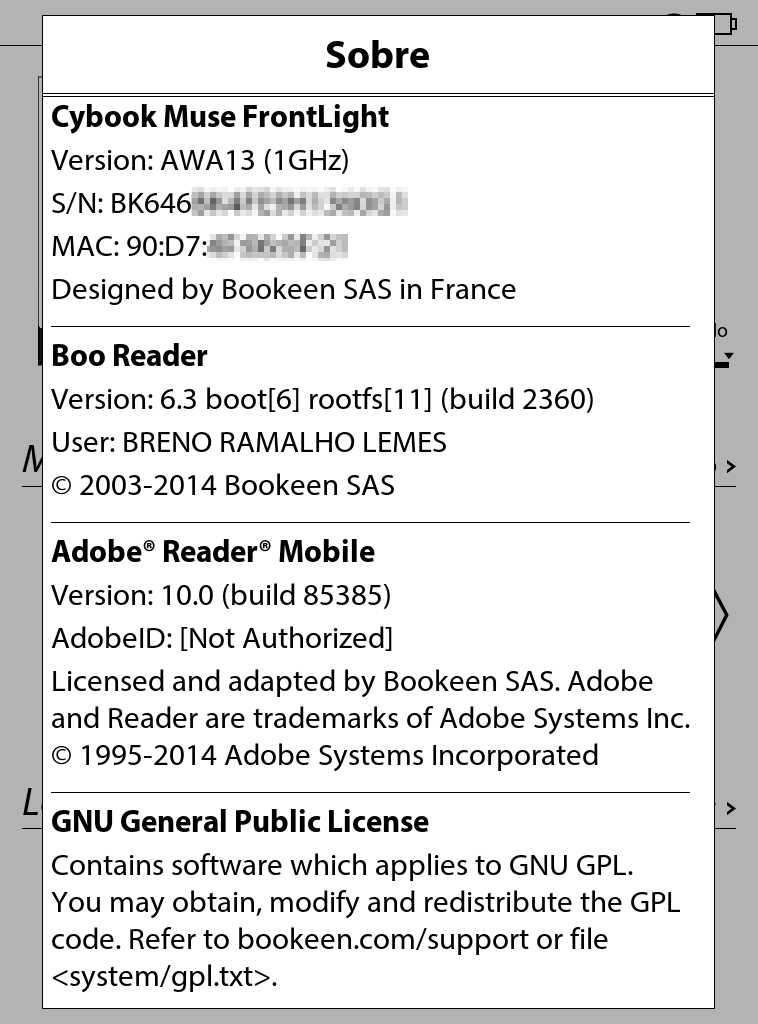 Sobre
Cybook Muse FrontLight
Version: AWA13 (1GHz)
S/N: BK646
MAC: 90:D7:
Designed by Bookeen SAS in France
Boo Reader
Version: 6.3 boot[6] rootfs[11] (build 2360)
User: BRENO RAMALHO LEMES
© 2003-2014 Bookeen SAS
Adobe® Reader® Mobile
Version: 10.0 (build 85385)
AdobeID: [Not Authorized]
Licensed and adapted by Bookeen SAS. Adobe
and Reader are trademarks of Adobe Systems Inc.
© 1995-2014 Adobe Systems Incorporated
GNU General Public License
Contains software which applies to GNU GPL.
You may obtain, modify and redistribute the GPL
code. Refer to bookeen.com/support or file
<system/gpl.txt>.